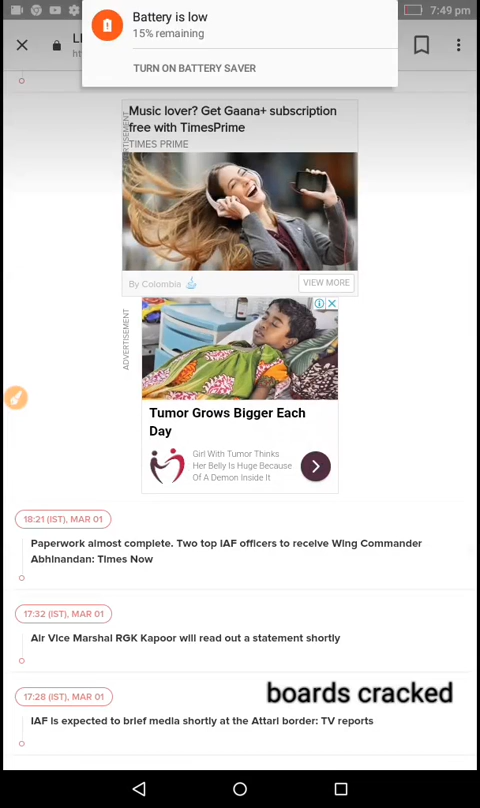 7:49 pm
Battery is low
15% remaining
TURN ON BATTERY SAVER
Music lover? Get Gaana+ subscription
free with TimesPrime
TIMES PRIME
By Colombia
VIEW MORE
ADVERTISEMENT
Tumor Grows Bigger Each
Day
Girl With Tumor Thinks
Her Belly Is Huge Because
Of A Demon Inside It
18:21 (IST), MAR 01
Paperwork almost complete. Two top IAF officers to receive Wing Commander
Abhinandan: Times Now
17:32 (IST), MAR 01
Air Vice Marshal RGK Kapoor will read out a statement shortly
17:28 (IST), MAR 01
boards cracked
IAF is expected to brief media shortly at the Attari border: TV reports